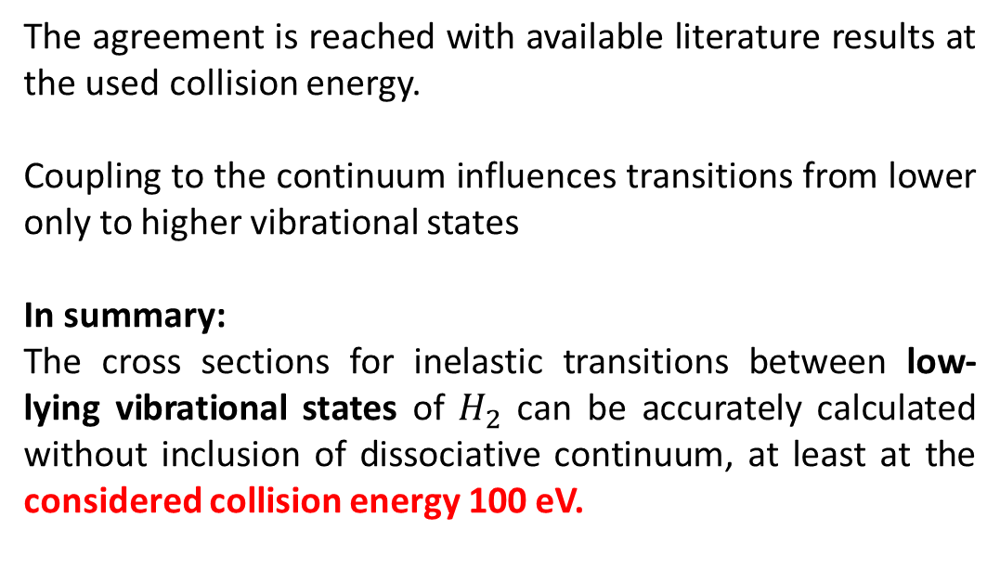 The agreement is reached with available literature results at
the used collision energy.
Coupling to the continuum influences transitions from lower
only to higher vibrational states
In summary:
The cross sections for inelastic transitions between low-
lying vibrational states of H₂ can be accurately calculated
without inclusion of dissociative continuum, at least at the
considered collision energy 100 eV.